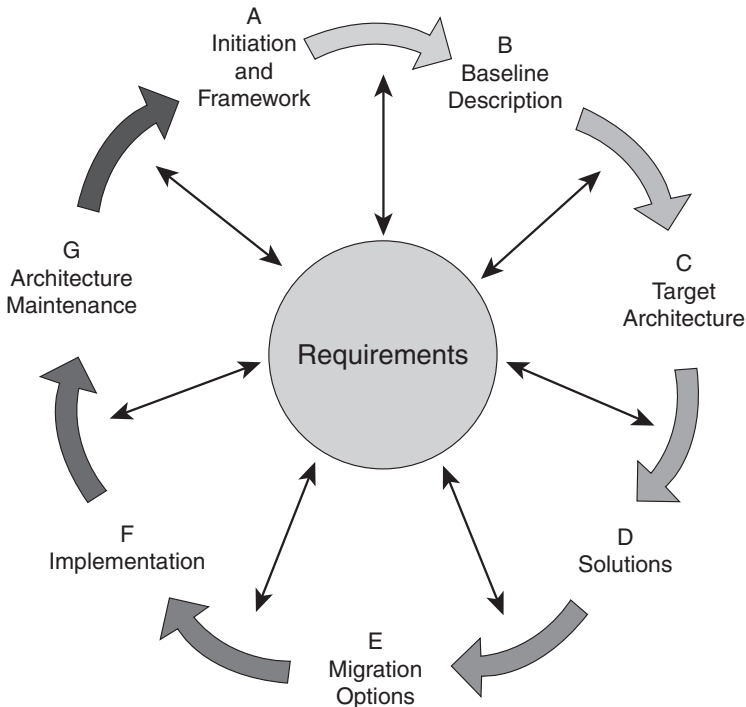 A
Initiation
and
Framework
B
Baseline
Description
C
Target
Architecture
D
Solutions
E
Migration
Options
F
Implementation
G
Architecture
Maintenance
Requirements